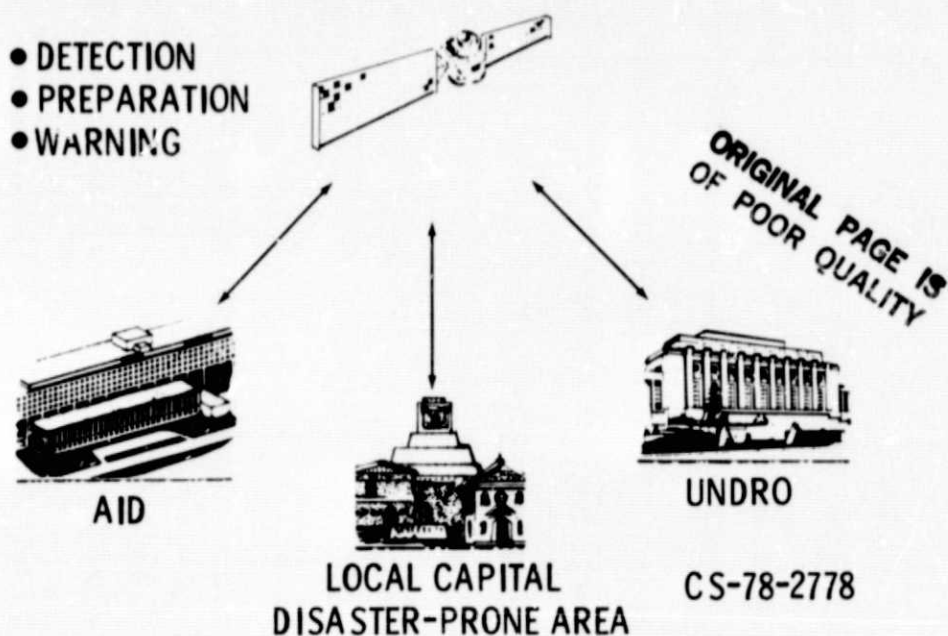 • DETECTION
• PREPARATION
• WARNING
ORIGINAL PAGE IS
OF POOR QUALITY
AID
UNDRO
LOCAL CAPITAL
DISASTER-PRONE AREA
CS-78-2778